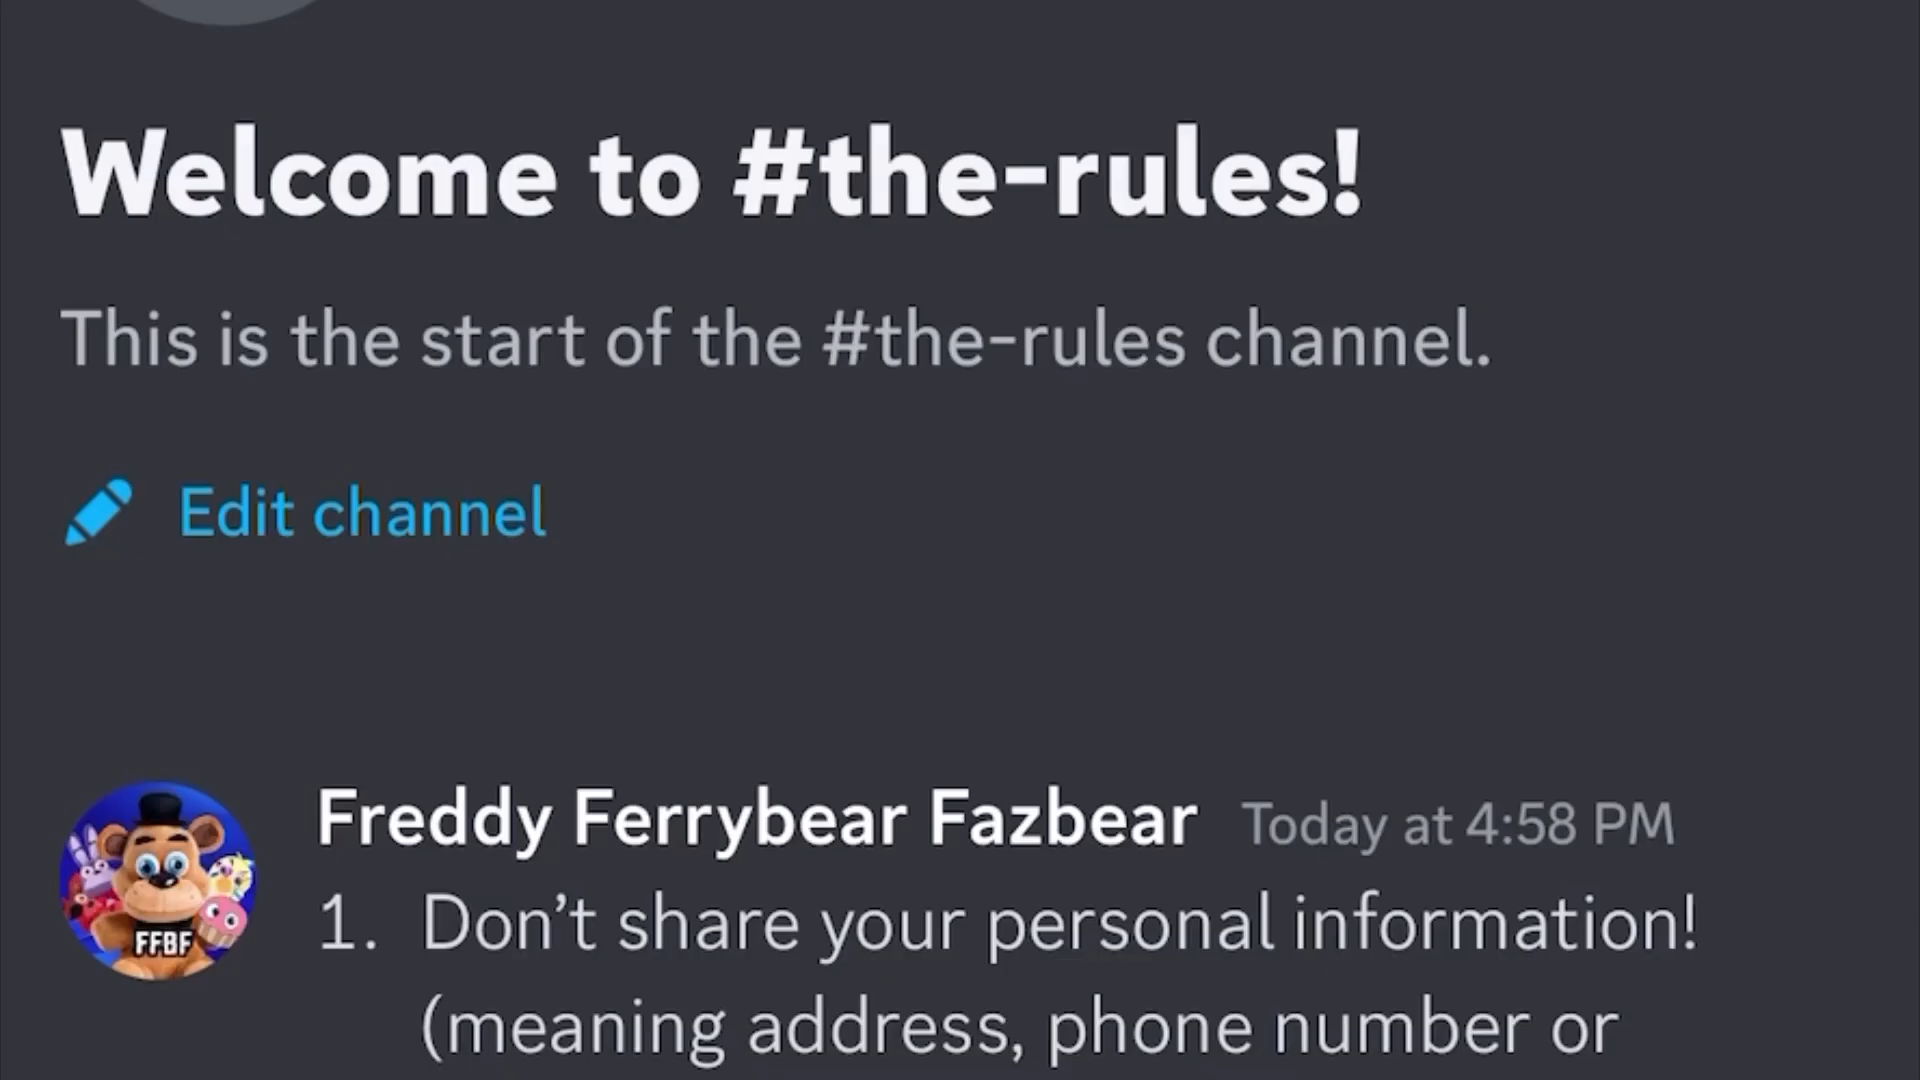 Welcome to #the-rules!
This is the start of the #the-rules channel.
Edit channel
Freddy Ferrybear Fazbear Today at 4:58 PM
1. Don’t share your personal information!
(meaning address, phone number or
FFBF